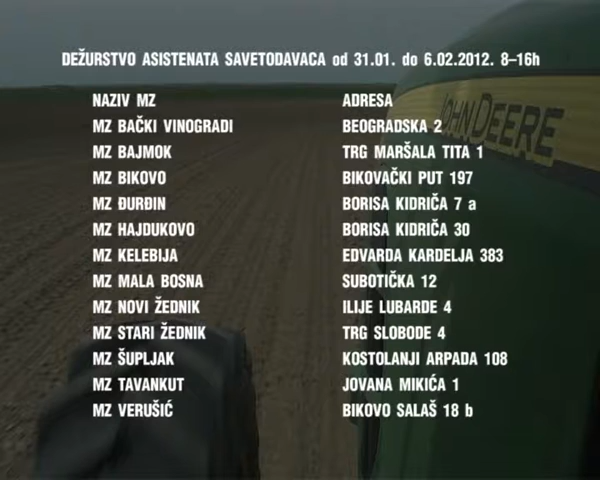 DEŽURSTVO ASISTENATA SAVETODAVACA od 31.01. do 6.02.2012. 8–16h
NAZIV MZ ADRESA
MZ BAČKI VINOGRADI BEOGRADSKA 2
MZ BAJMOK TRG MARŠALA TITA 1
MZ BIKOVO BIKOVAČKI PUT 197
MZ ĐURĐIN BORISA KIDRIČA 7 a
MZ HAJDUKOVO BORISA KIDRIČA 30
MZ KELEBIJA EDVARDA KARDELJA 383
MZ MALA BOSNA SUBOTIČKA 12
MZ NOVI ŽEDNIK ILIJE LUBARDE 4
MZ STARI ŽEDNIK TRG SLOBODE 4
MZ ŠUPLJAK KOSTOLANJI ARPADA 108
MZ TAVANKUT JOVANA MIKIĆA 1
MZ VERUŠIĆ BIKOVO SALAŠ 18 b
JOHN DEERE